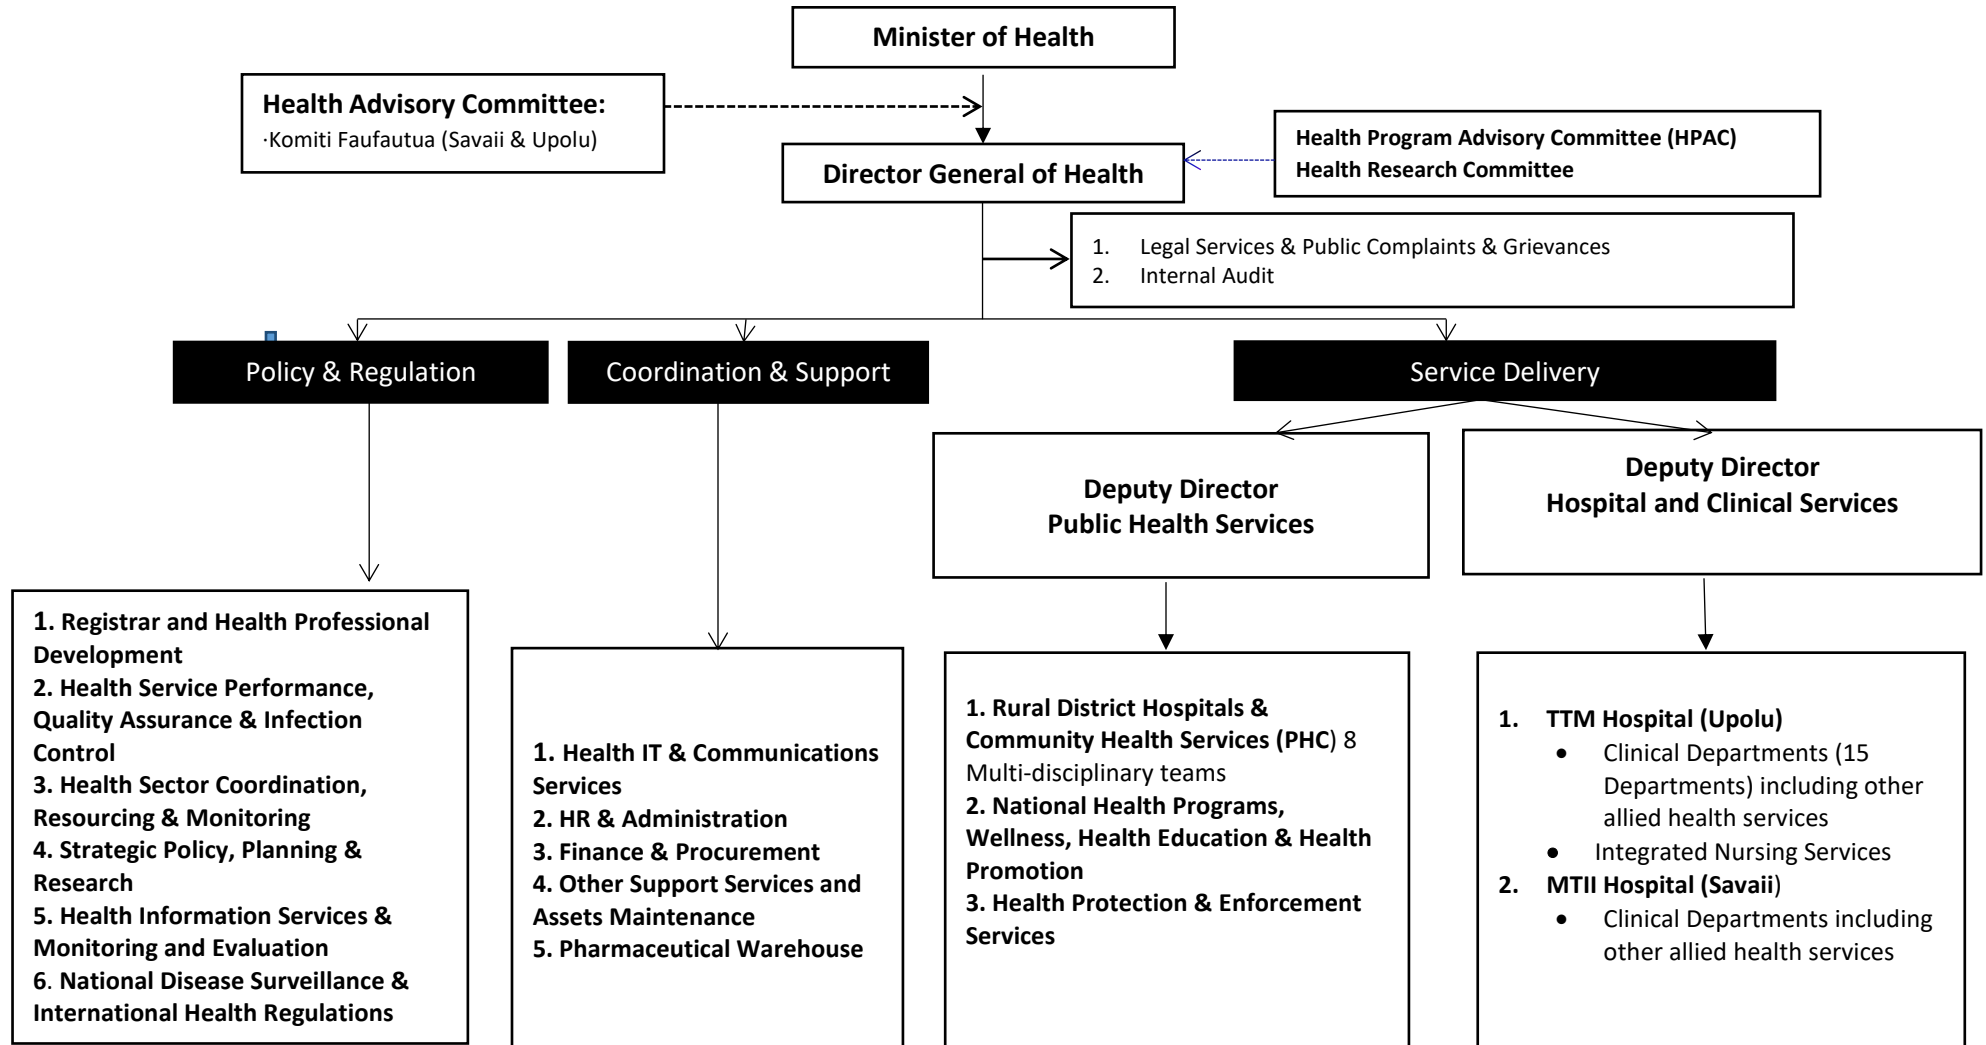 Minister of Health
Health Advisory Committee:
·Komiti Faufautua (Savaii & Upolu)
Health Program Advisory Committee (HPAC)
Health Research Committee
Director General of Health
1. Legal Services & Public Complaints & Grievances
2. Internal Audit
Policy & Regulation
Coordination & Support
Service Delivery
Deputy Director
Public Health Services
Deputy Director
Hospital and Clinical Services
1. Registrar and Health Professional
Development
2. Health Service Performance,
Quality Assurance & Infection
Control
3. Health Sector Coordination,
Resourcing & Monitoring
4. Strategic Policy, Planning &
Research
5. Health Information Services &
Monitoring and Evaluation
6. National Disease Surveillance &
International Health Regulations
1. Health IT & Communications
Services
2. HR & Administration
3. Finance & Procurement
4. Other Support Services and
Assets Maintenance
5. Pharmaceutical Warehouse
1. Rural District Hospitals &
Community Health Services (PHC) 8
Multi-disciplinary teams
2. National Health Programs,
Wellness, Health Education & Health
Promotion
3. Health Protection & Enforcement
Services
1. TTM Hospital (Upolu)
• Clinical Departments (15
Departments) including other
allied health services
• Integrated Nursing Services
2. MTII Hospital (Savaii)
• Clinical Departments including
other allied health services